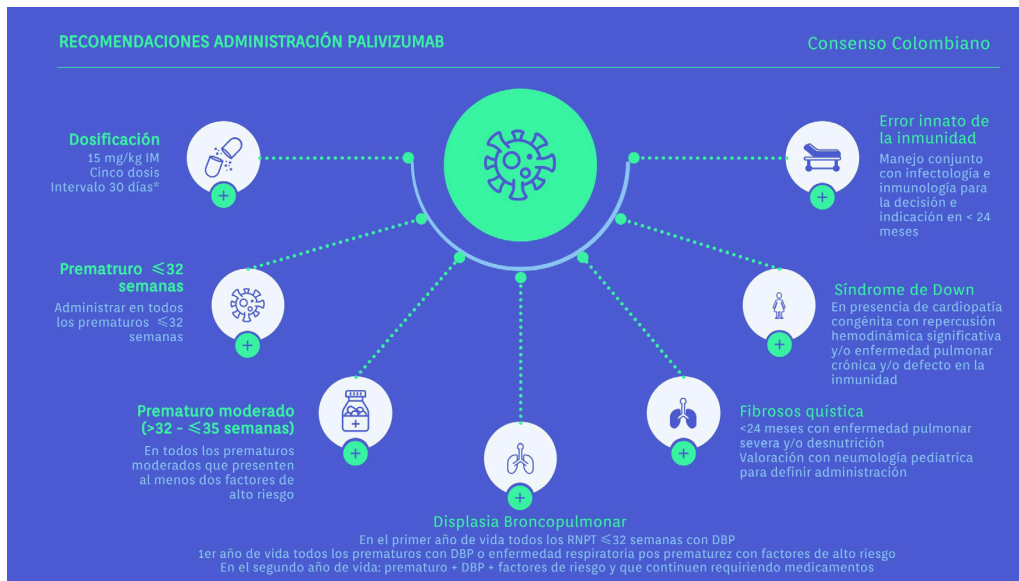 RECOMENDACIONES ADMINISTRACIÓN PALIVIZUMAB
Consenso Colombiano
Dosificación
15 mg/kg IM
Cinco dosis
Intervalo 30 días*
Prematruro ⩽32
semanas
Administrar en todos
los prematuros ⩽32
semanas
Prematuro moderado
(>32 - ⩽35 semanas)
En todos los prematuros
moderados que presenten
al menos dos factores de
alto riesgo
Displasia Broncopulmonar
En el primer año de vida todos los RNPT ⩽32 semanas con DBP
1er año de vida todos los prematuros con DBP o enfermedad respiratoria pos prematurez con factores de alto riesgo
En el segundo año de vida: prematuro + DBP + factores de riesgo y que continuen requiriendo medicamentos
Fibrosos quística
<24 meses con enfermedad pulmonar
severa y/o desnutrición
Valoración con neumología pediatríca
para definir administración
Síndrome de Down
En presencia de cardiopatía
congénita con repercusión
hemodinámica significativa
y/o enfermedad pulmonar
crónica y/o defecto en la
inmunidad
Error innato de
la inmunidad
Manejo conjunto
con infectología e
inmunología para
la decisión e
indicación en < 24
meses